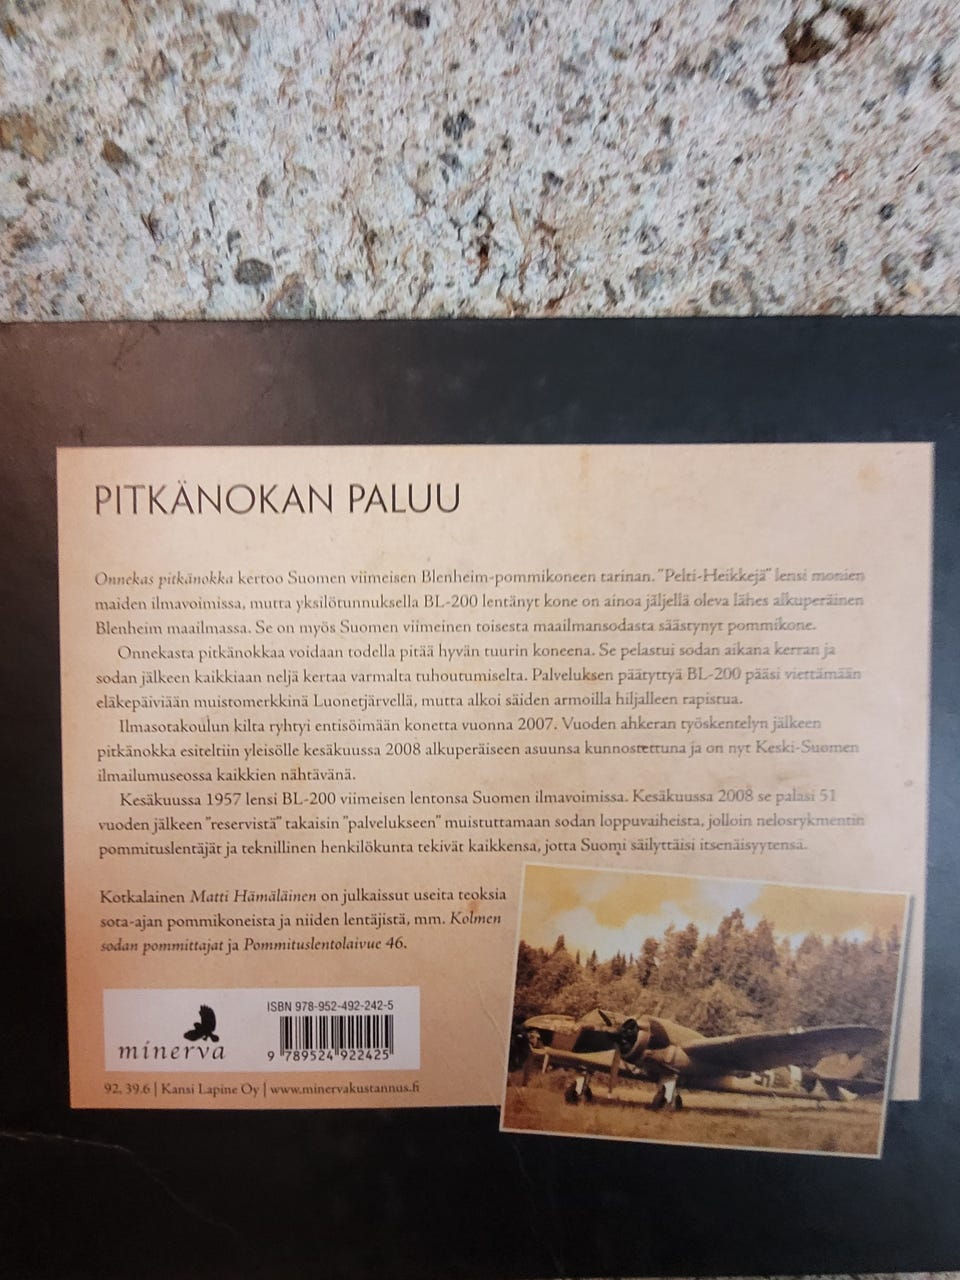 PITKÄNOKAN PALUU
Onnekas pitkänokka kertoo Suomen viimeisen Blenheim-pommikoneen tarinan. "Pelti-Heikkejä" lensi monien
maiden ilmavoimissa, mutta yksilötunnuksella BL-200 lentänyt kone on ainoa jäljellä oleva lähes alkuperäinen
Blenheim maailmassa. Se on myös Suomen viimeinen toisesta maailmansodasta säästynyt pommikone.
Onnekasta pitkänokkaa voidaan todella pitää hyvän tuurin koneena. Se pelastui sodan aikana kerran ja
sodan jälkeen kaikkiaan neljä kertaa varmalta tuhoutumiselta. Palveluksen päätyttyä BL-200 pääsi viettämään
eläkepäiviään muistomerkkinä Luonetjärvellä, mutta alkoi säiden armoilla hiljalleen rapistua.
Ilmasotakoulun kilta ryhtyi entisöimään konetta vuonna 2007. Vuoden ahkeran työskentelyn jälkeen
pitkänokka esiteltiin yleisölle kesäkuussa 2008 alkuperäiseen asuunsa kunnostettuna ja on nyt Keski-Suomen
ilmailumuseossa kaikkien nähtävänä.
Kesäkuussa 1957 lensi BL-200 viimeisen lentonsa Suomen ilmavoimissa. Kesäkuussa 2008 se palasi 51
vuoden jälkeen "reservistä" takaisin "palvelukseen" muistuttamaan sodan loppuvaiheista, jolloin nelosrykmentin
pommituslentäjät ja teknillinen henkilökunta tekivät kaikkensa, jotta Suomi säilyttäisi itsenäisyytensä.
Kotkalainen Matti Hämäläinen on julkaissut useita teoksia
sota-ajan pommikoneista ja niiden lentäjistä, mm. Kolmen
sodan pommittajat ja Pommituslentolaivue 46.
ISBN 978-952-492-242-5
minerva
9 789524 922425
92, 39.6 | Kansi Lapine Oy | www.minervakustannus.fi